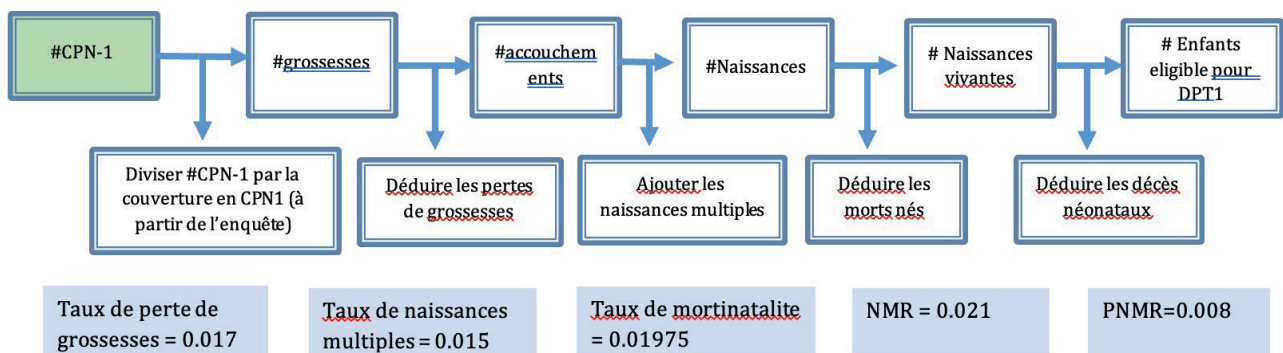 #CPN-1
#grossesses
#accouchem
ents
#Naissances
# Naissances
vivantes
# Enfants
eligible pour
DPT1
Diviser #CPN-1 par la
couverture en CPN1 (à
partir de l’enquête)
Déduire les pertes
de grossesses
Ajouter les
naissances multiples
Déduire les
morts nés
Déduire les décès
néonataux
Taux de perte de
grossesses = 0.017
Taux de naissances
multiples = 0.015
Taux de mortinatalite
= 0.01975
NMR = 0.021
PNMR=0.008